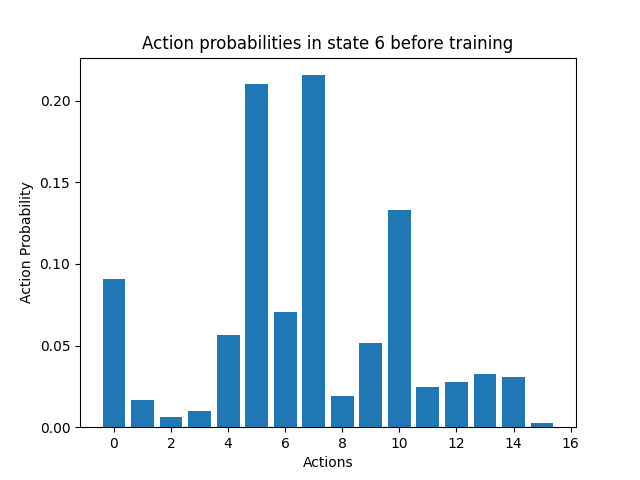 Action probabilities in state 6 before training
Action Probability
0.20
0.15
0.10
0.05
0.00
0 2 4 6 8 10 12 14 16
Actions